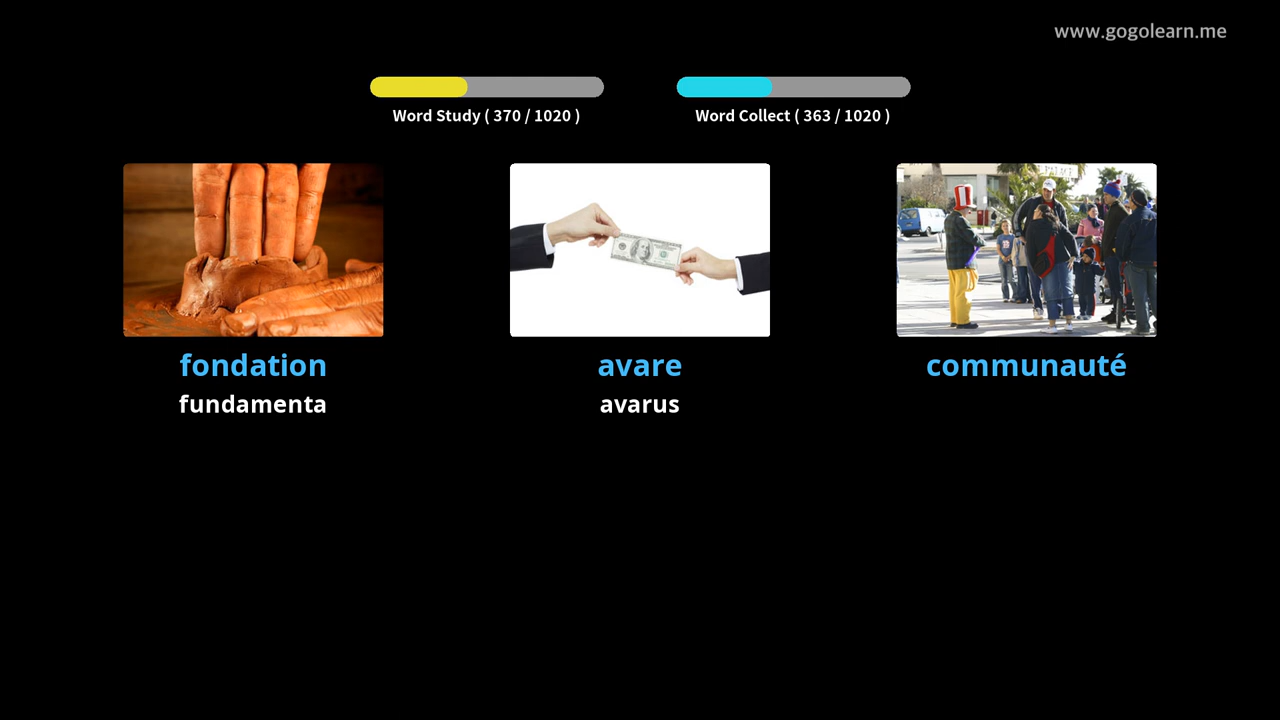 www.gogolearn.me
Word Study ( 370 / 1020 )
Word Collect ( 363 / 1020 )
fondation
avare
communauté
fundamenta
avarus